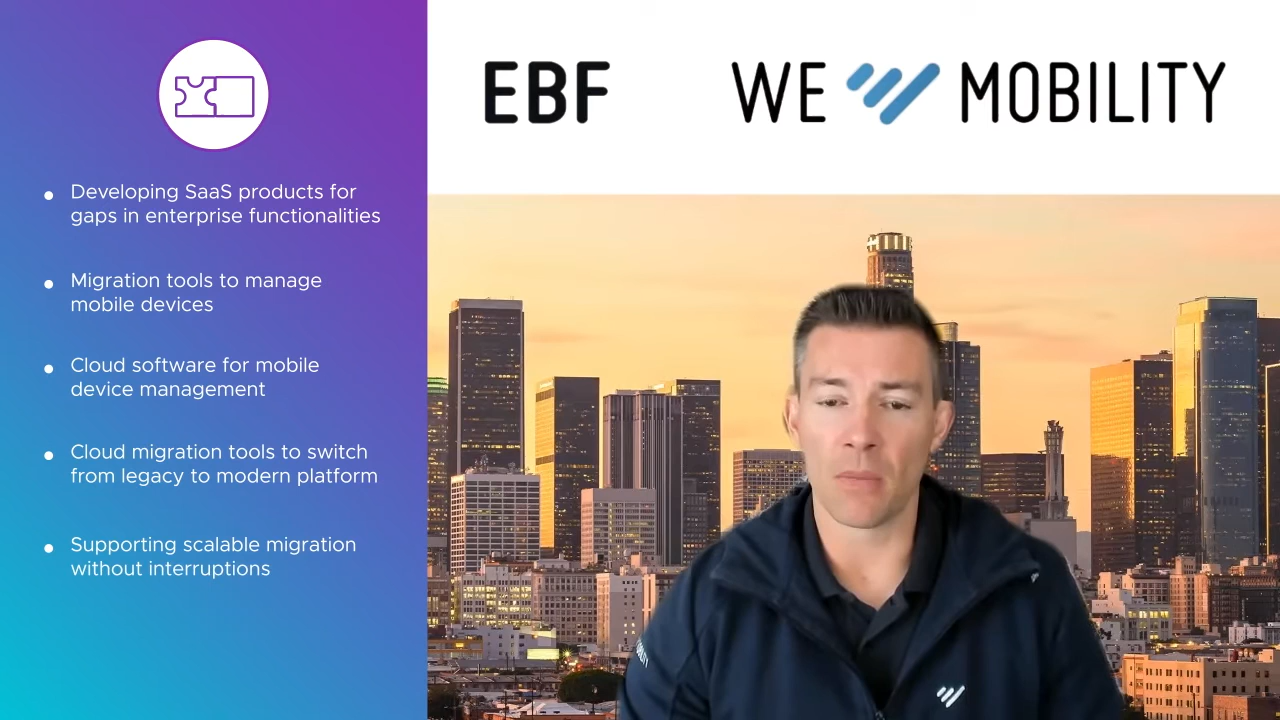 Developing SaaS products for
gaps in enterprise functionalities
Migration tools to manage
mobile devices
Cloud software for mobile
device management
Cloud migration tools to switch
from legacy to modern platform
Supporting scalable migration
without interruptions
EBF
WE MOBILITY